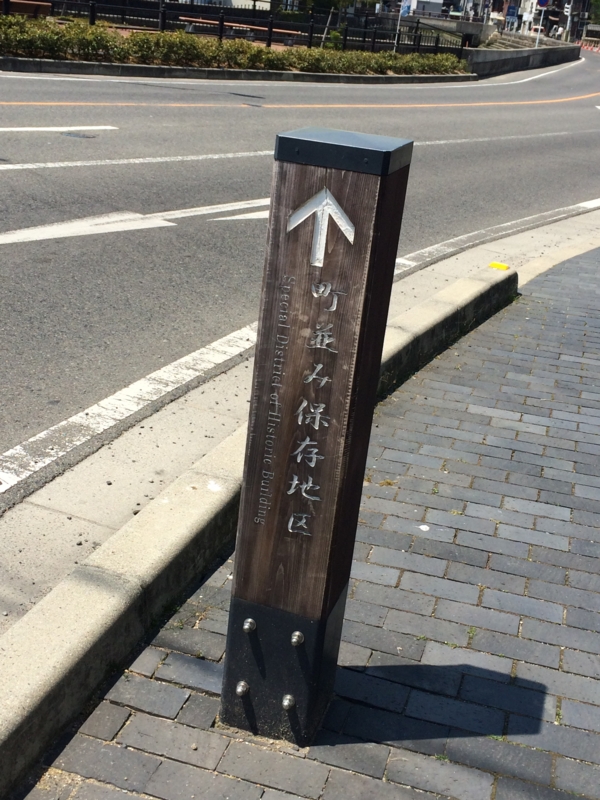 町並み保存地区
Special District of Historic Building